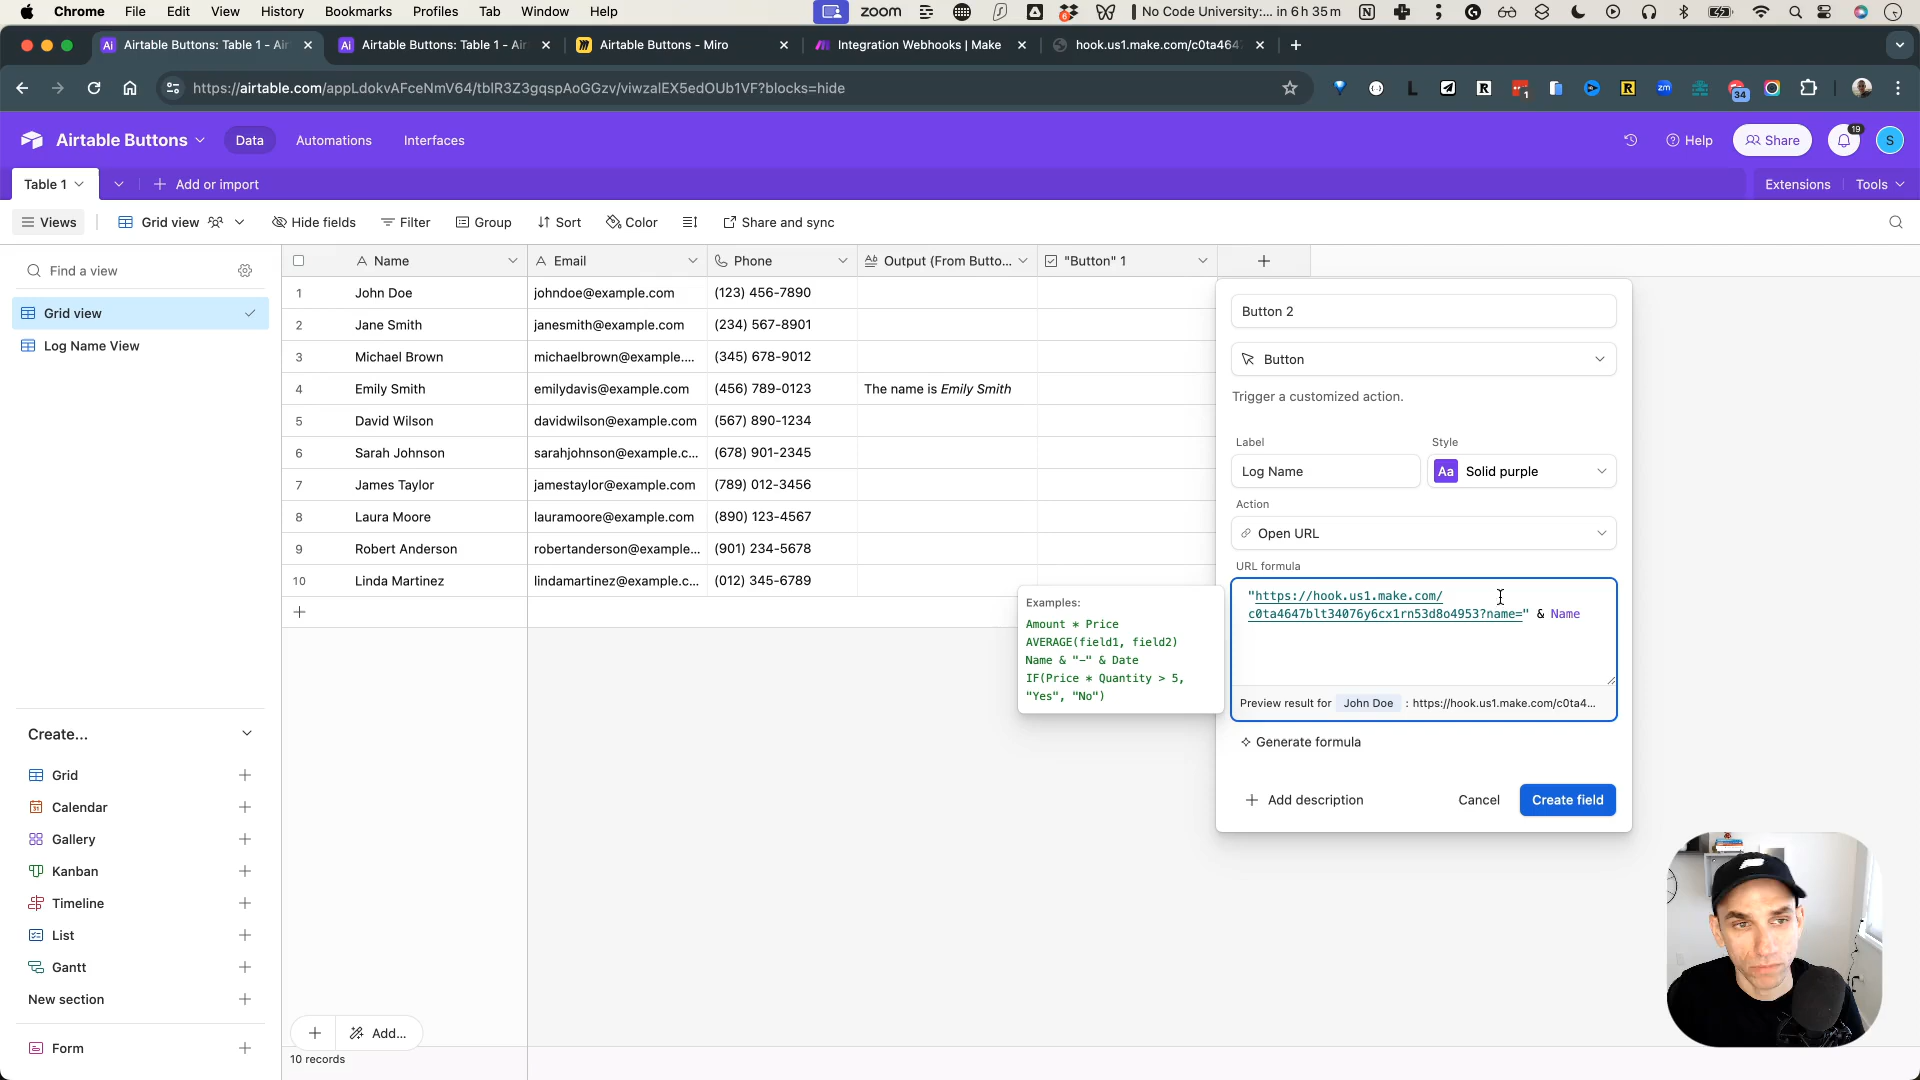 Chrome File Edit View History Bookmarks Profiles Tab Window Help zoom No Code University:... in 6 h 35 m
Airtable Buttons: Table 1 - Air Airtable Buttons: Table 1 - Air Airtable Buttons - Miro Integration Webhooks | Make hook.us1.make.com/c0ta464
https://airtable.com/appLdokvAFceNmV64/tblR3Z3gqspAoGGzv/viwzalEX5edOUb1VF?blocks=hide
Airtable Buttons Data Automations Interfaces Help Share 19 S
Table 1 Add or import Extensions Tools
Views Grid view Hide fields Filter Group Sort Color Share and sync
Find a view
Grid view
Log Name View
Create...
Grid
Calendar
Gallery
Kanban
Timeline
List
Gantt
New section
Form
Name Email Phone Output (From Butto... "Button" 1
1 John Doe johndoe@example.com (123) 456-7890
2 Jane Smith janesmith@example.com (234) 567-8901
3 Michael Brown michaelbrown@example.... (345) 678-9012
4 Emily Smith emilydavis@example.com (456) 789-0123 The name is Emily Smith
5 David Wilson davidwilson@example.com (567) 890-1234
6 Sarah Johnson sarahjohnson@example.c... (678) 901-2345
7 James Taylor jamestaylor@example.com (789) 012-3456
8 Laura Moore lauramoore@example.com (890) 123-4567
9 Robert Anderson robertanderson@example... (901) 234-5678
10 Linda Martinez lindamartinez@example.c... (012) 345-6789
Add...
10 records
Examples:
Amount * Price
AVERAGE(field1, field2)
Name & "-" & Date
IF(Price * Quantity > 5,
"Yes", "No")
Button 2
Button
Trigger a customized action.
Label Style
Log Name Aa Solid purple
Action
Open URL
URL formula
"https://hook.us1.make.com/
c0ta4647blt34076y6cx1rn53d8o4953?name=" & Name
Preview result for John Doe : https://hook.us1.make.com/c0ta4...
Generate formula
Add description Cancel Create field